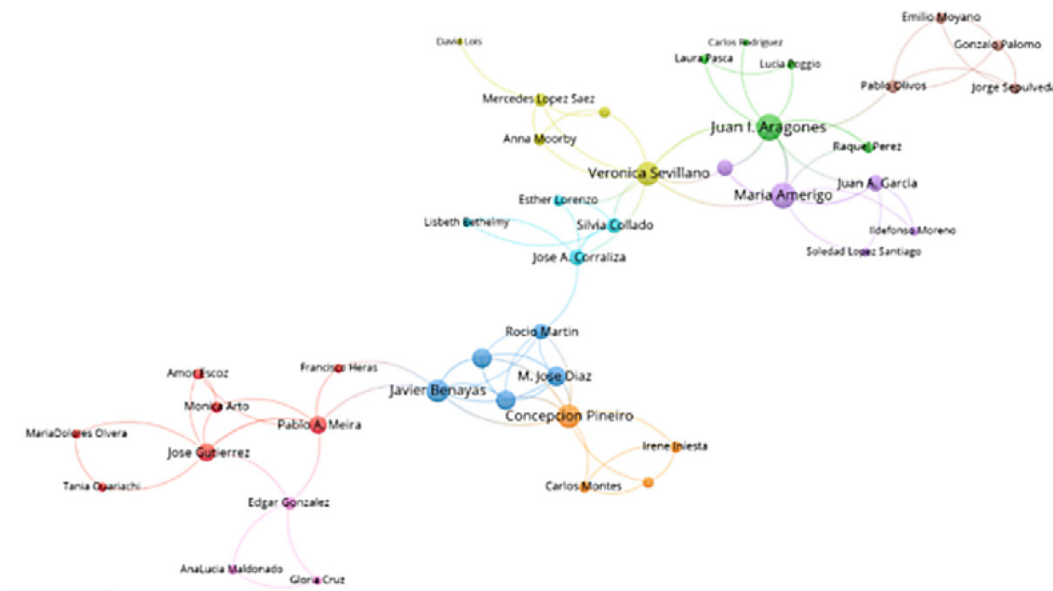 Emilio Moyano
David Lois
Carlos Rodriguez
Gonzalo Palomo
Laura Pasca
Lucia Poggio
Pablo Olivos
Jorge Sepulveda
Mercedes Lopez Saez
Juan I. Aragones
Anna Moorby
Raquel Perez
Veronica Sevillano
Juan A. Garcia
Maria Amerigo
Esther Lorenzo
Lisbeth Bethelmy
Silvia Collado
Ildefonso Moreno
Soledad Lopez Santiago
Jose A. Corraliza
Rocio Martin
Francisco Heras
Amor Escoz
M. Jose Diaz
Javier Benayas
Monica Arto
Concepcion Pineiro
Pablo A. Meira
MariaDolores Olvera
Irene Iniesta
Jose Gutierrez
Tania Ouariachi
Carlos Montes
Edgar Gonzalez
AnaLucia Maldonado
Gloria Cruz